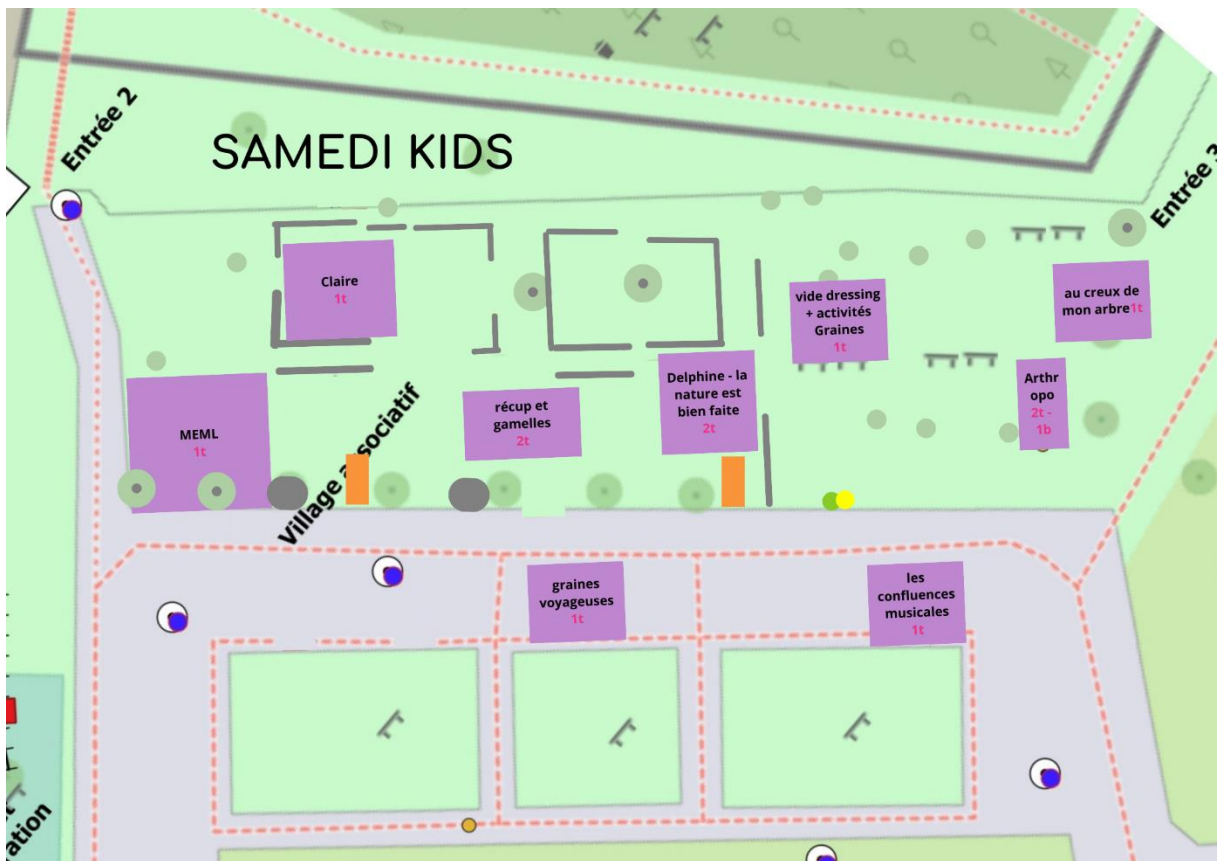 Entrée 2
SAMEDI KIDS
Entrée 3
Claire
1t
vide dressing
+ activités
Graines
1t
au creux de
mon arbre1t
MEML
1t
récup et
gamelles
2t
Delphine - la
nature est
bien faite
2t
Arthr
opo
2t -
1b
Village associatif
graines
voyageuses
1t
les
confluences
musicales
1t
ation